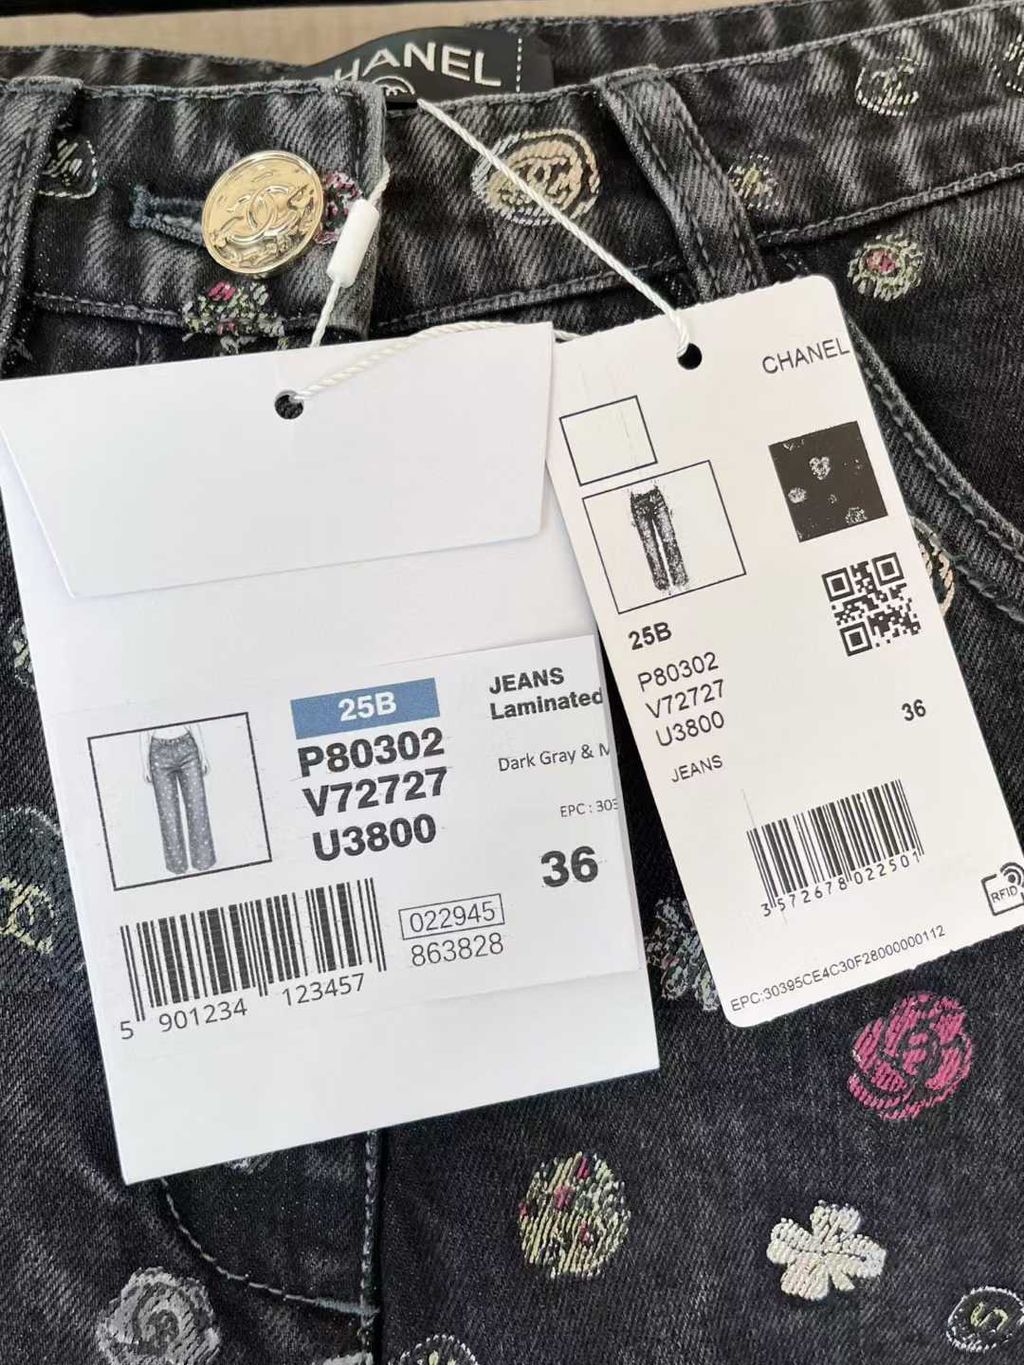 CHANEL
CHANEL
25B
P80302
V72727
U3800
JEANS
36
3 572678 022501
RFID
EPC:30395CE4C30F28000000112
25B
P80302
V72727
U3800
JEANS
Laminated
Dark Gray & M
EPC : 303
36
022945
863828
5 901234 123457